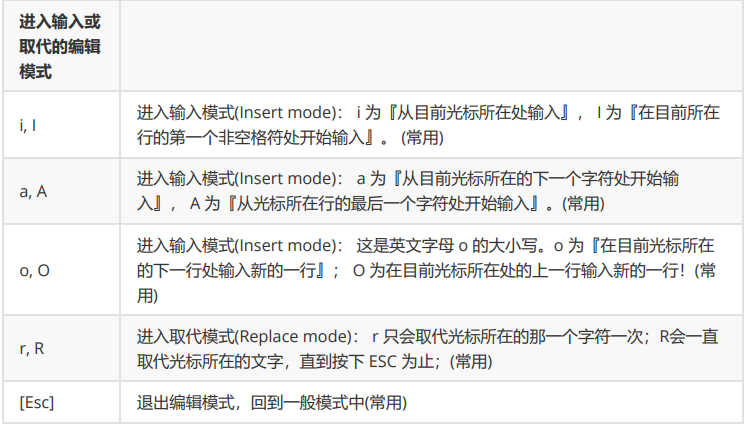 进入输入或
取代的编辑
模式
i, I
进入输入模式(Insert mode)： i 为『从目前光标所在处输入』， I 为『在目前所在
行的第一个非空格符处开始输入』。 (常用)
a, A
进入输入模式(Insert mode)： a 为『从目前光标所在的下一个字符处开始输
入』， A 为『从光标所在行的最后一个字符处开始输入』。(常用)
o, O
进入输入模式(Insert mode)： 这是英文字母 o 的大小写。o 为『在目前光标所在
的下一行处输入新的一行』； O 为在目前光标所在处的上一行输入新的一行！(常
用)
r, R
进入取代模式(Replace mode)： r 只会取代光标所在的那一个字符一次；R会一直
取代光标所在的文字，直到按下 ESC 为止；(常用)
[Esc]
退出编辑模式，回到一般模式中(常用)